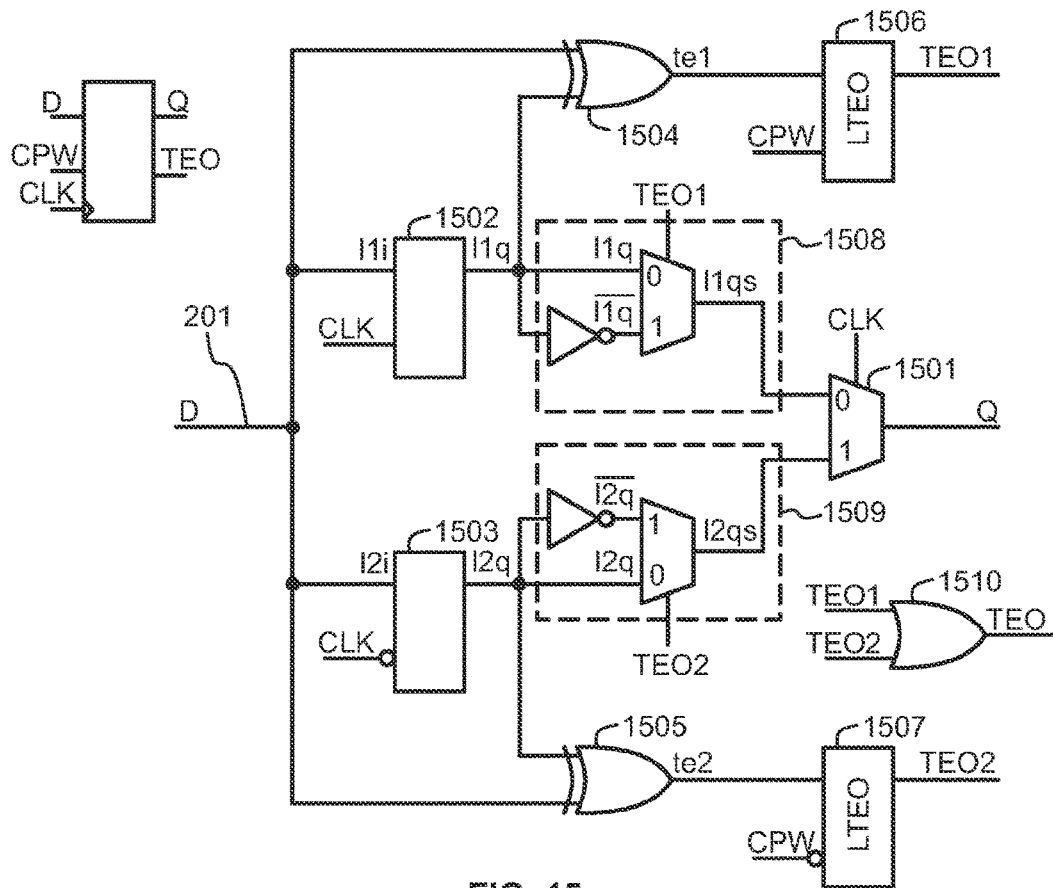 1506
te1
TEO1
LTEO
CPW
1504
D
Q
CPW
TEO
CLK
TEO1
1502
1508
l1i
l1q
l1q
0
l1qs
l1q
1
CLK
CLK
201
1501
D
0
Q
1
l2q
1509
1503
1
l2qs
l2i
l2q
l2q
0
1510
TEO1
TEO
CLK
TEO2
TEO2
1505
1507
te2
TEO2
LTEO
CPW